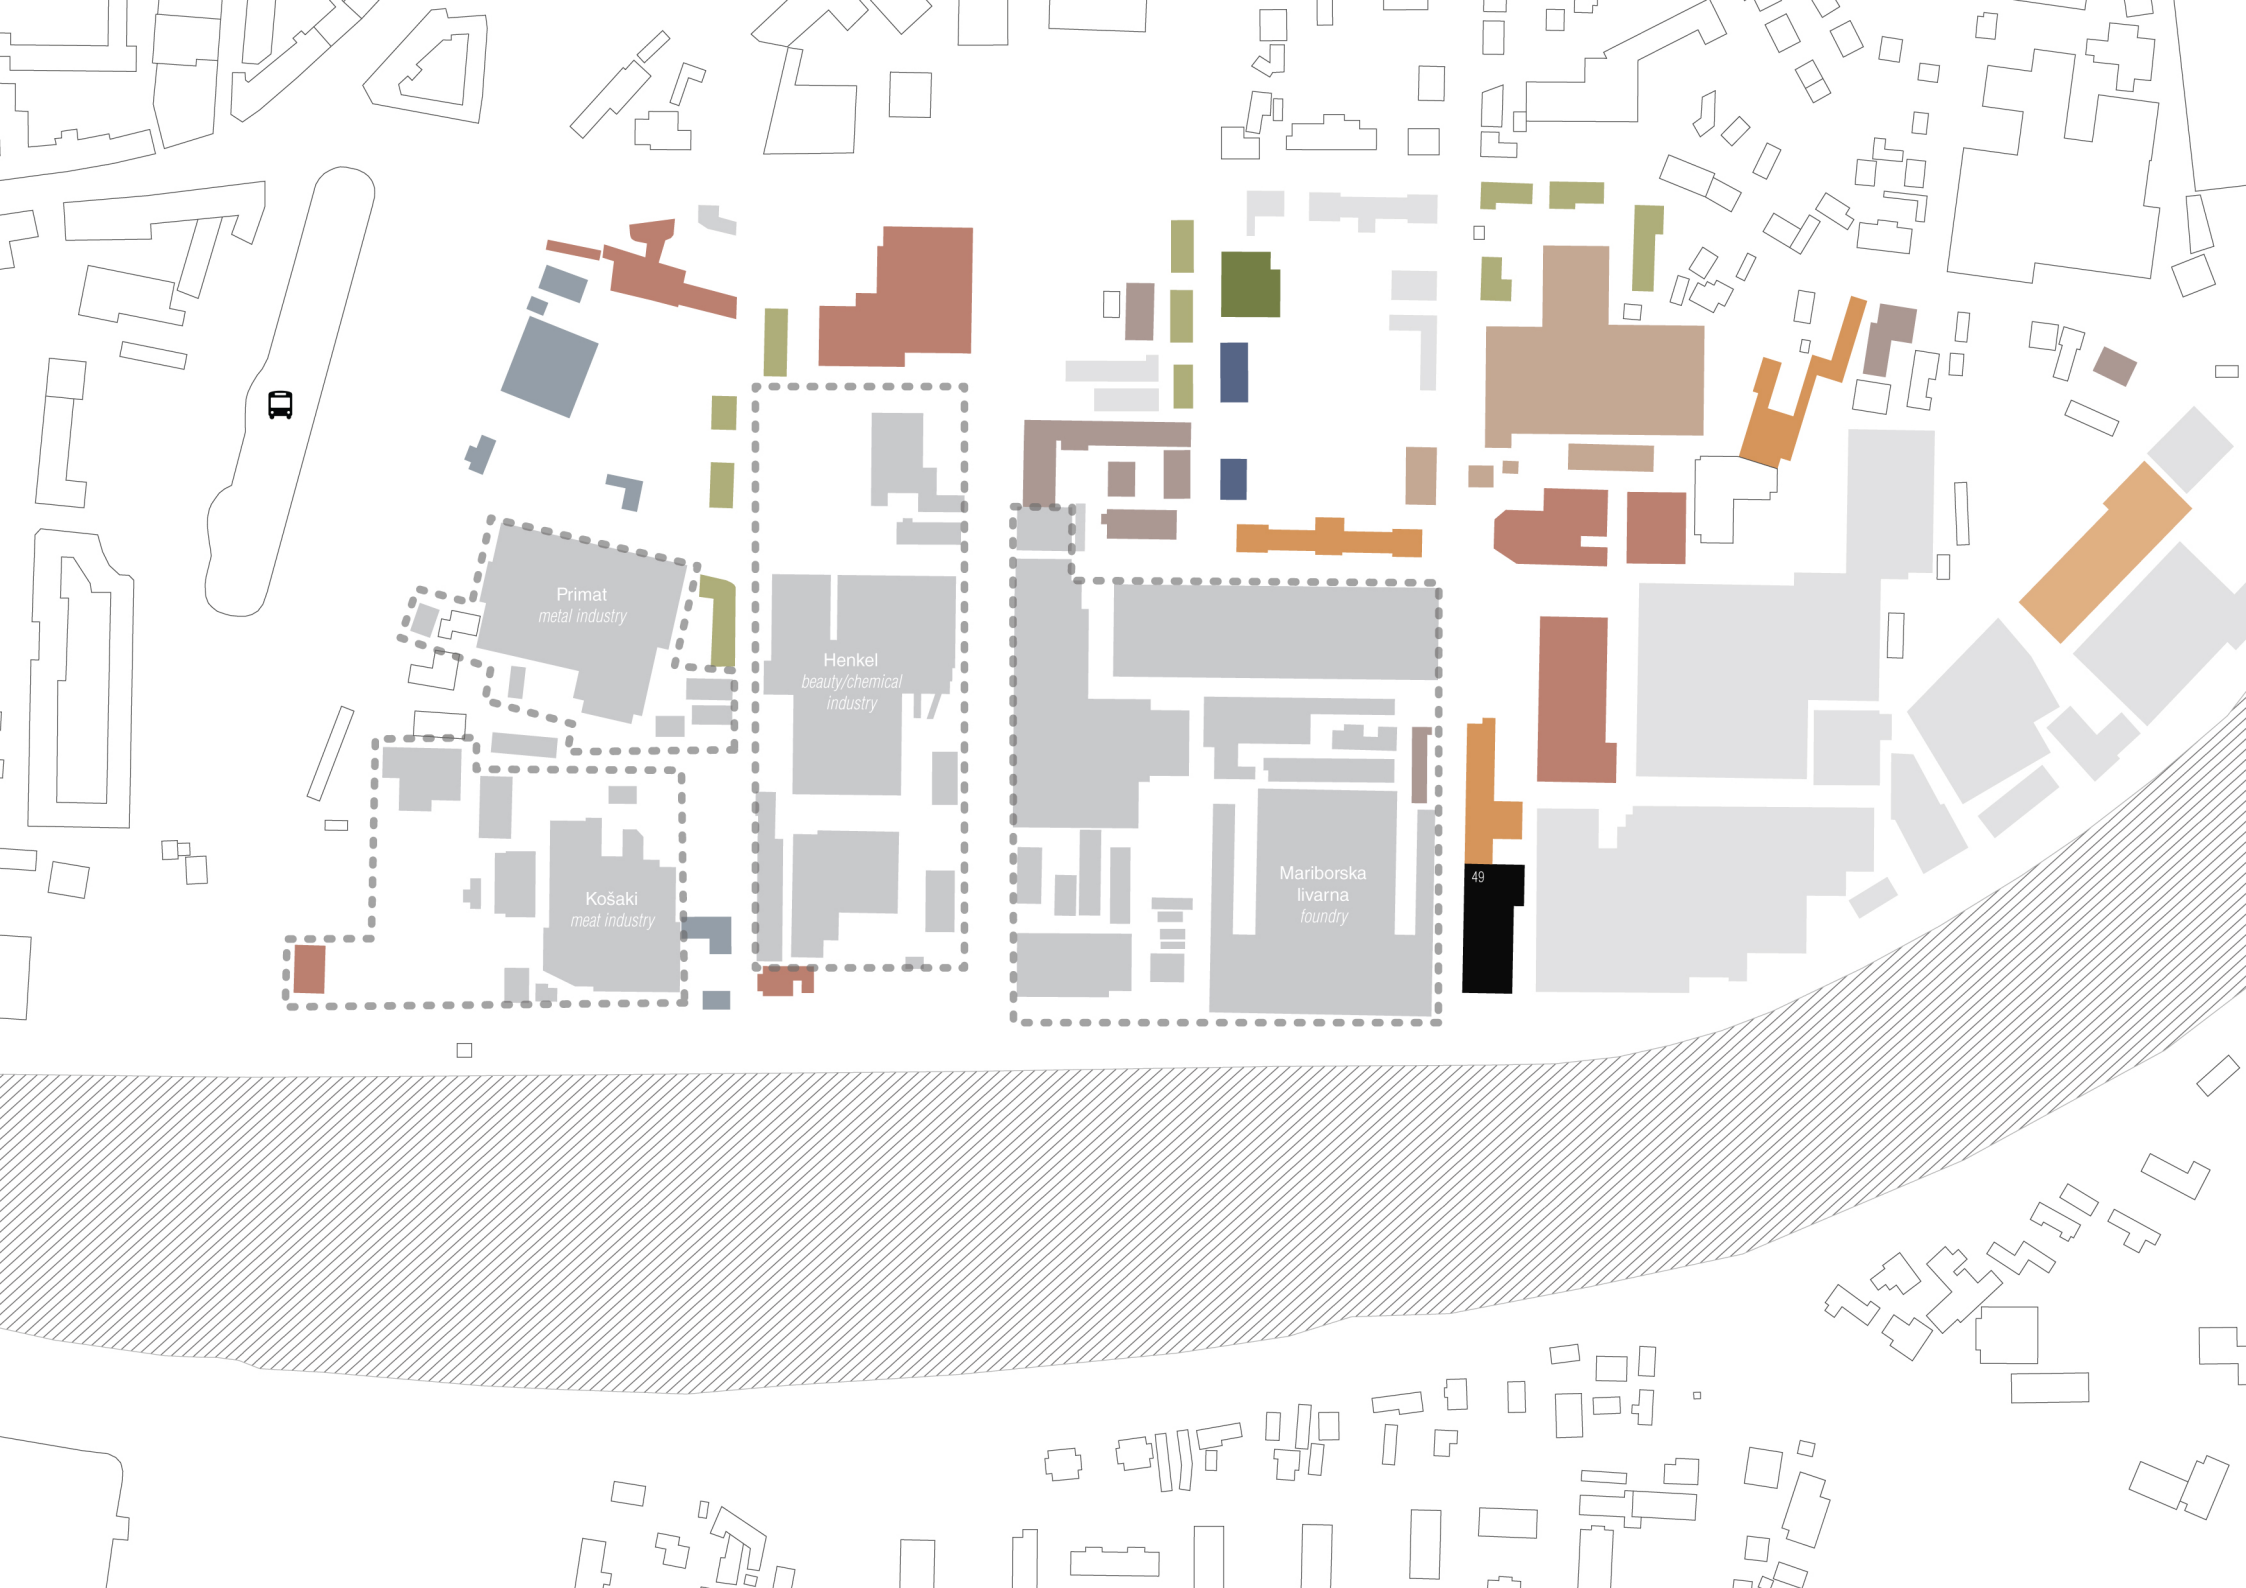 Primat
metal industry
Henkel
beauty/chemical
industry
Košaki
meat industry
Mariborska
livarna
foundry
49